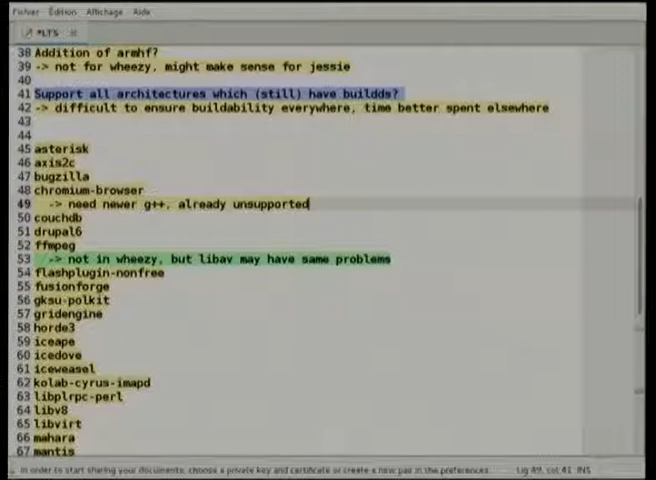 Fichier Édition Affichage Aide
*LTS
38 Addition of armhf?
39 -> not for wheezy, might make sense for jessie
40
41 Support all architectures which (still) have buildds?
42 -> difficult to ensure buildability everywhere, time better spent elsewhere
43
44
45 asterisk
46 axis2c
47 bugzilla
48 chromium-browser
49 -> need newer g++, already unsupported
50 couchdb
51 drupal6
52 ffmpeg
53 -> not in wheezy, but libav may have same problems
54 flashplugin-nonfree
55 fusionforge
56 gksu-polkit
57 gridengine
58 horde3
59 iceape
60 icedove
61 iceweasel
62 kolab-cyrus-imapd
63 libplrpc-perl
64 libv8
65 libvirt
66 mahara
67 mantis
In order to start sharing your documents, choose a private key and certificate or create a new pair in the preferences Lig 49, col 41 INS